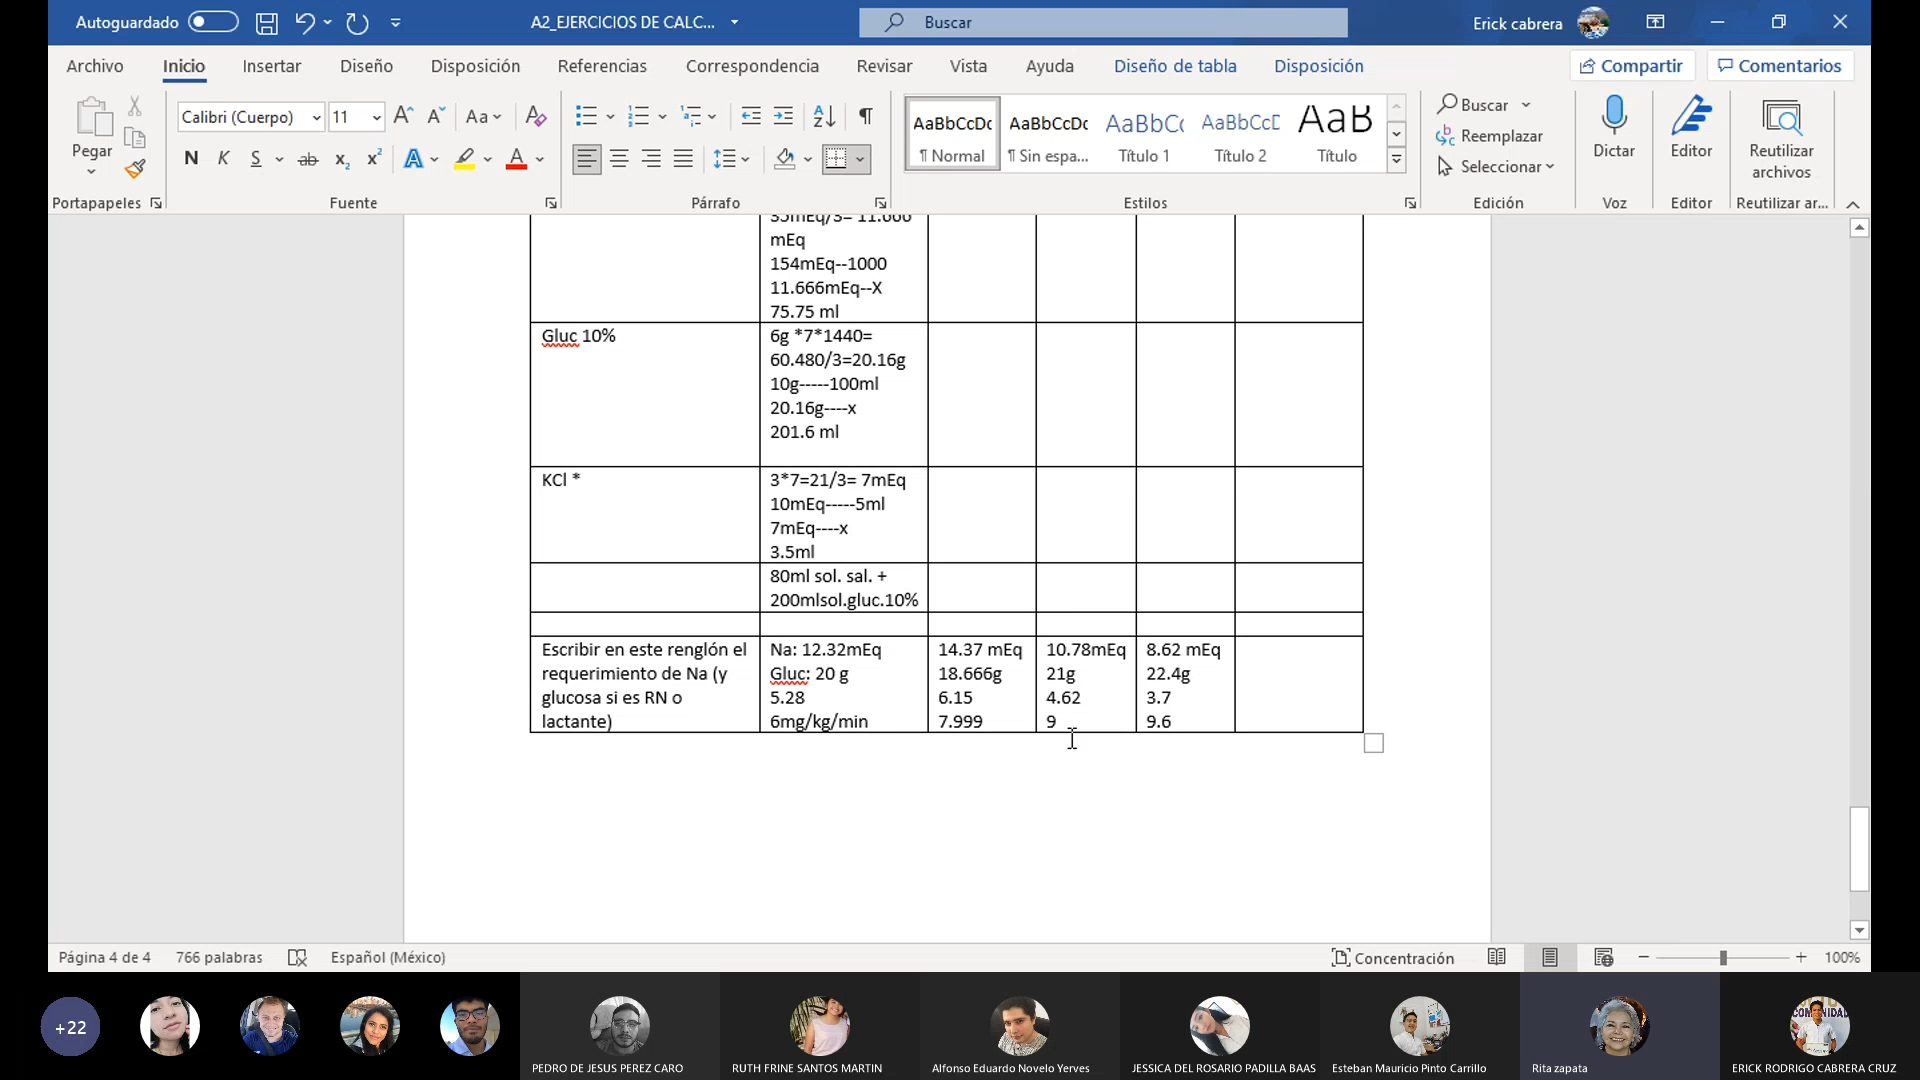 Autoguardado
A2_EJERCICIOS DE CALC...
Buscar
Erick cabrera
Archivo
Inicio
Insertar
Diseño
Disposición
Referencias
Correspondencia
Revisar
Vista
Ayuda
Diseño de tabla
Disposición
Compartir
Comentarios
Pegar
Portapapeles
Calibri (Cuerpo)
11
Aa
N K S ab x₂ x² A A
Fuente
Párrafo
AaBbCcDc
¶ Normal
AaBbCcDc
¶ Sin espa...
AaBbC
Título 1
AaBbCcD
Título 2
AaB
Título
Estilos
Buscar
Reemplazar
Seleccionar
Edición
Dictar
Voz
Editor
Editor
Reutilizar
archivos
Reutilizar ar...
35mEq/3= 11.666
mEq
154mEq--1000
11.666mEq--X
75.75 ml
Gluc 10%
6g *7*1440=
60.480/3=20.16g
10g-----100ml
20.16g----x
201.6 ml
KCl *
3*7=21/3= 7mEq
10mEq-----5ml
7mEq----x
3.5ml
80ml sol. sal. +
200mlsol.gluc.10%
Escribir en este renglón el
requerimiento de Na (y
glucosa si es RN o
lactante)
Na: 12.32mEq
Gluc: 20 g
5.28
6mg/kg/min
14.37 mEq
18.666g
6.15
7.999
10.78mEq
21g
4.62
9
8.62 mEq
22.4g
3.7
9.6
Página 4 de 4
766 palabras
Español (México)
Concentración
100%
+22
PEDRO DE JESUS PEREZ CARO
RUTH FRINE SANTOS MARTIN
Alfonso Eduardo Novelo Yerves
JESSICA DEL ROSARIO PADILLA BAAS
Esteban Mauricio Pinto Carrillo
Rita zapata
ERICK RODRIGO CABRERA CRUZ